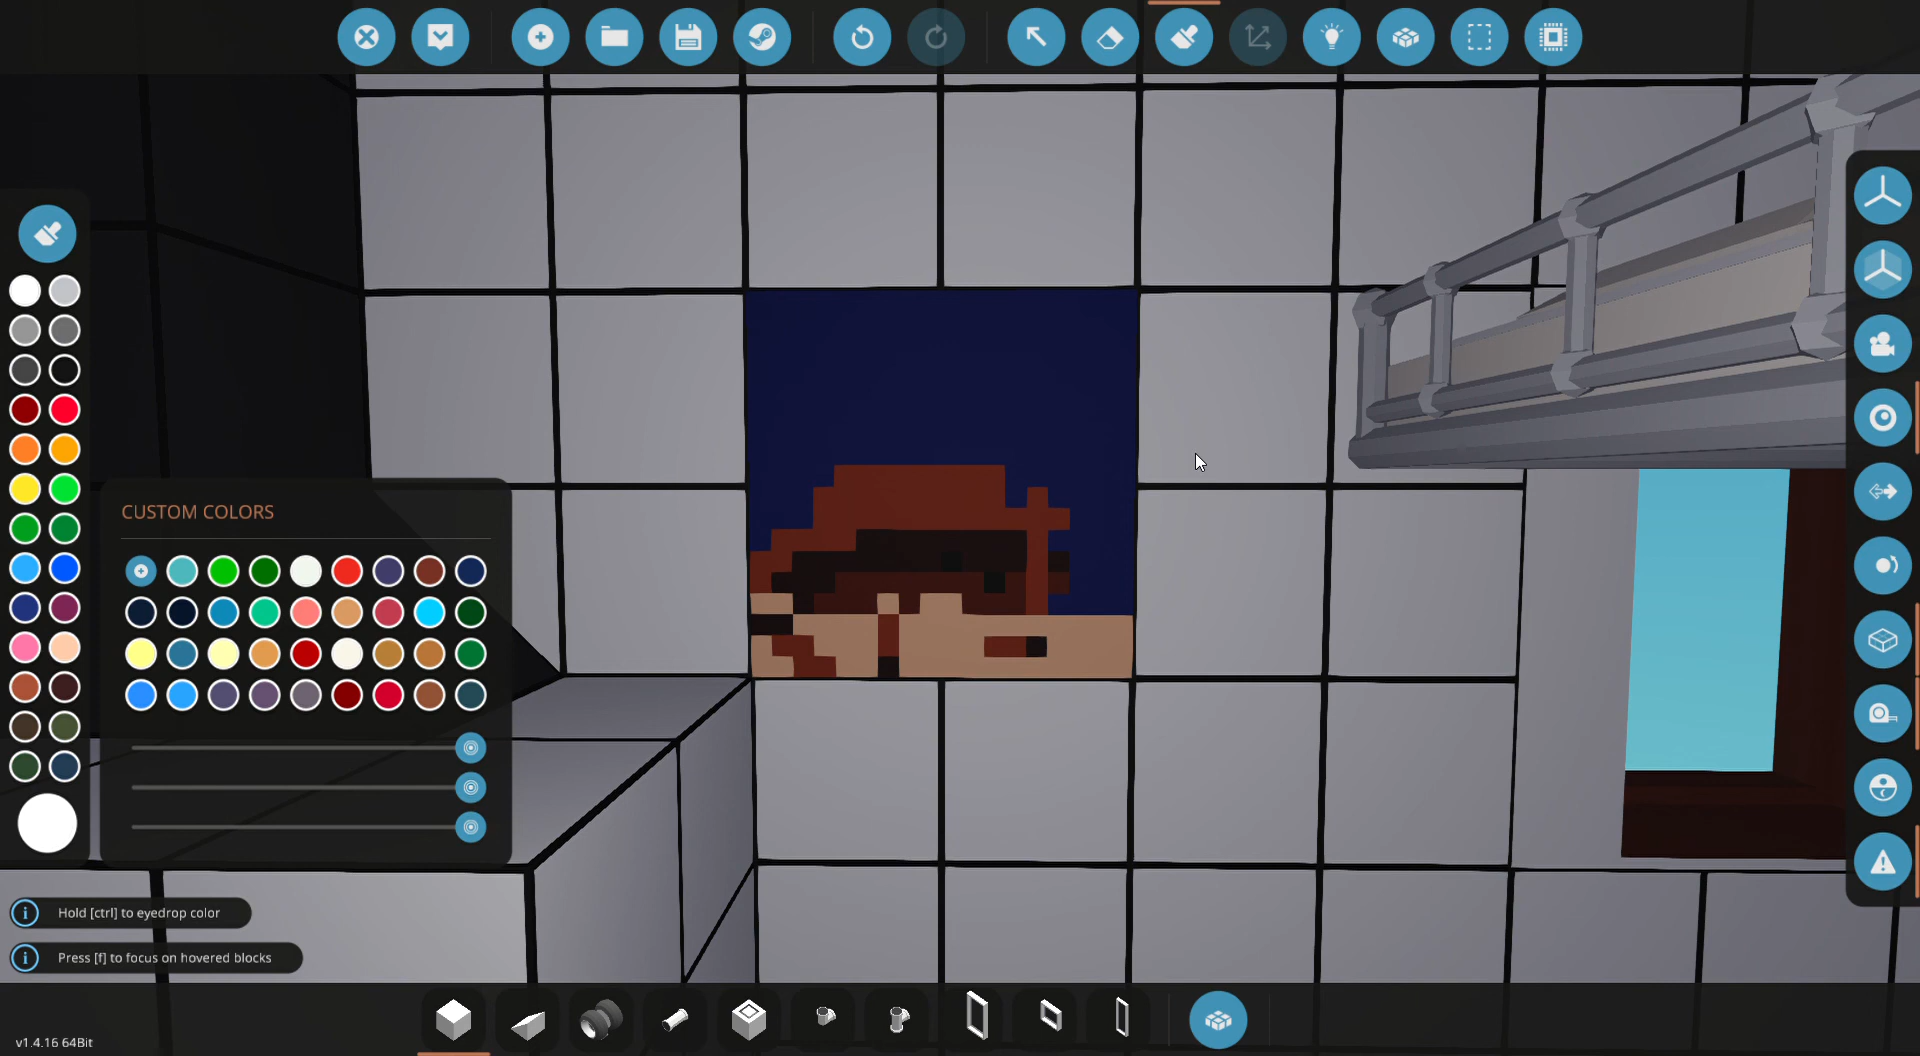 CUSTOM COLORS
Hold [ctrl] to eyedrop color
Press [f] to focus on hovered blocks
v1.4.16 64Bit